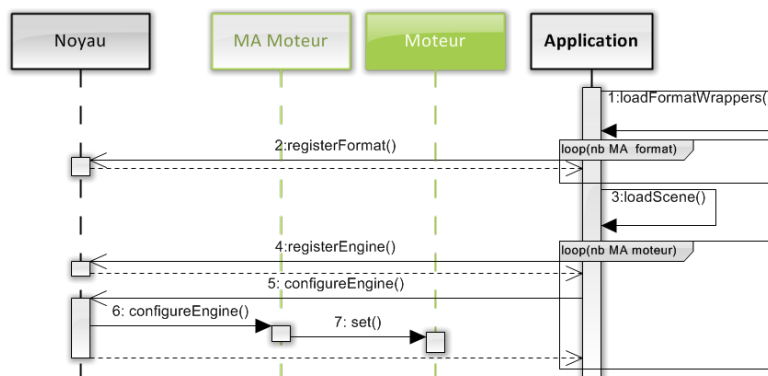 Noyau
MA Moteur
Moteur
Application
1:loadFormatWrappers(
2:registerFormat()
loop(nb MA format)
3:loadScene()
4:registerEngine()
loop(nb MA moteur)
5: configureEngine()
6: configureEngine()
7: set()